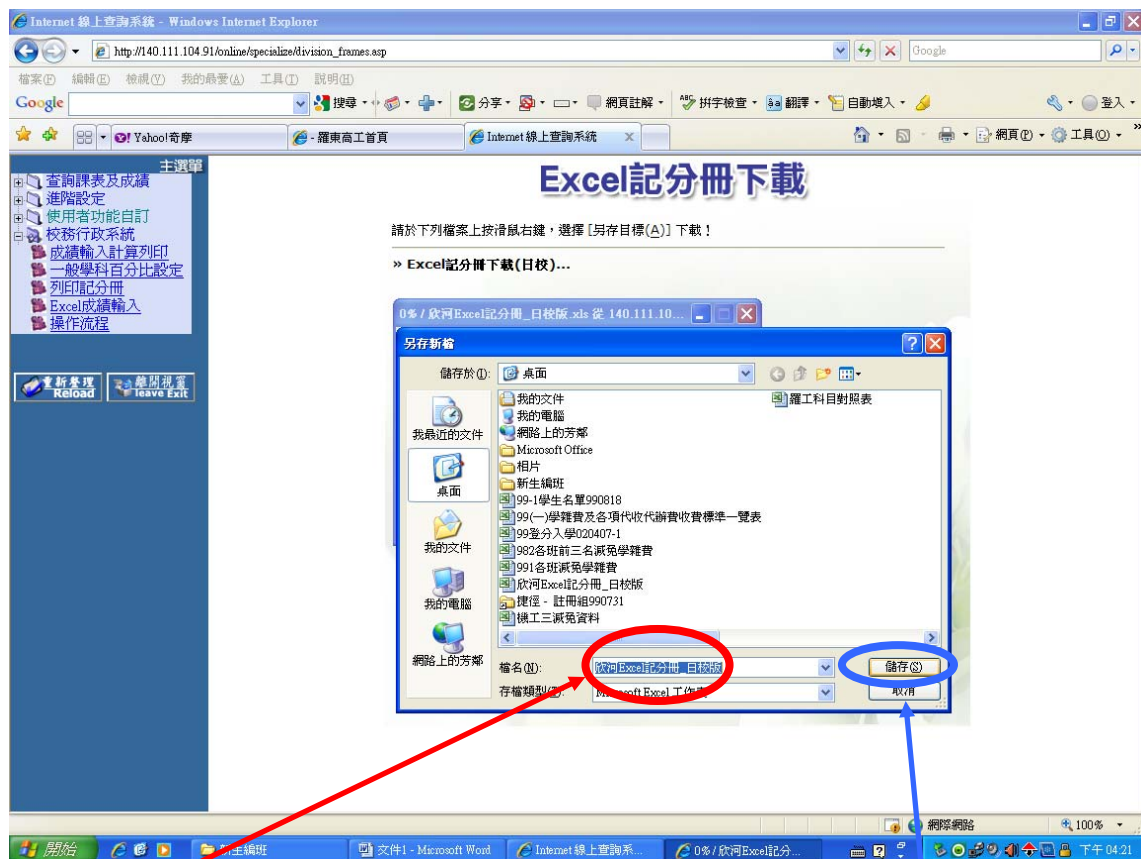 Internet 線上查詢系統 - Windows Internet Explorer
http://140.111.104.91/online/specialize/division_frames.asp
Google
檔案(F) 編輯(E) 檢視(V) 我的最愛(A) 工具(T) 說明(H)
Google 搜尋 分享 網頁註解 拼字檢查 翻譯 自動填入 登入
Yahoo!奇摩 - 羅東高工首頁 Internet 線上查詢系統 X 網頁(P) 工具(O) »
主選單
查詢課表及成績
進階設定
使用者功能自訂
校務行政系統
成績輸入計算列印
一般學科百分比設定
列印記分冊
Excel成績輸入
操作流程
重新整理 Reload
離開視窗 leave Exit
Excel記分冊下載
請於下列檔案上按滑鼠右鍵，選擇 [另存目標(A)] 下載！
» Excel記分冊下載(日校)...
0% / 欣河Excel記分冊_日校版.xls 從 140.111.10...
另存新檔
儲存於(I): 桌面
我最近的文件
桌面
我的文件
我的電腦
網路上的芳鄰
我的文件
我的電腦
網路上的芳鄰
Microsoft Office
相片
新生編班
99-1學生名單990818
99(一)學雜費及各項代收代辦費收費標準一覽表
99登分入學020407-1
982各班前三名減免學雜費
991各班減免學雜費
欣河Excel記分冊_日校版
捷徑 - 註冊組990731
機工三減免資料
羅工科目對照表
檔名(N): 欣河Excel記分冊_日校版 儲存(S)
存檔類型(T): Microsoft Excel 工作表 取消
網際網路 100%
開始 新生編班 文件1 - Microsoft Word Internet 線上查詢系... 0% / 欣河Excel記分... 下午 04:21